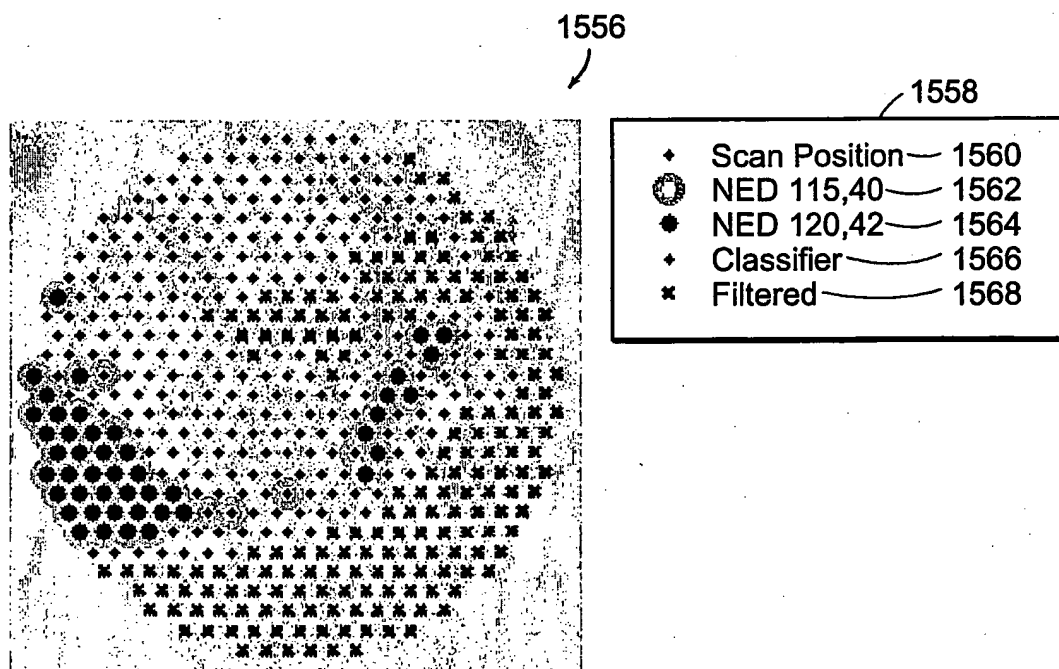 1556
1558
Scan Position 1560
NED 115,40 1562
NED 120,42 1564
Classifier 1566
Filtered 1568